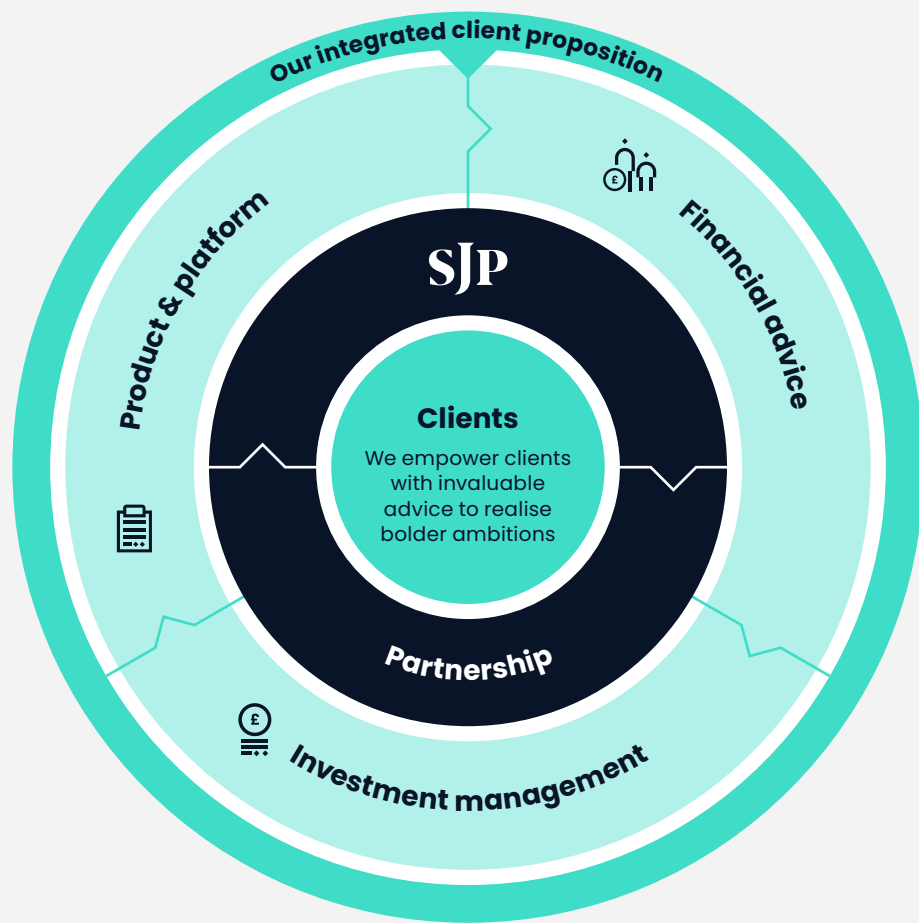 Our integrated client proposition
£
Financial advice
Product & platform
SJP
Clients
We empower clients
with invaluable
advice to realise
bolder ambitions
Partnership
£
Investment management